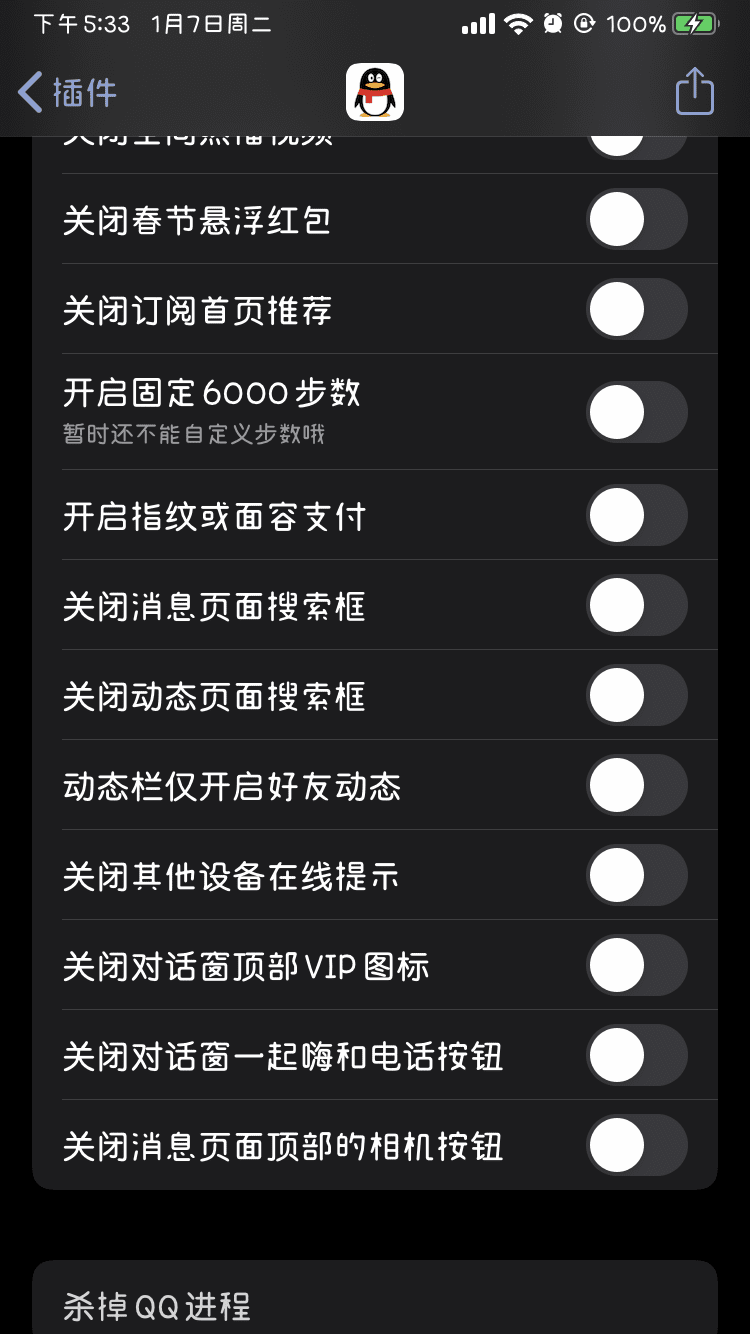 下午5:33 1月7日周二 100%
插件
关闭春节悬浮红包
关闭订阅首页推荐
开启固定6000步数
暂时还不能自定义步数哦
开启指纹或面容支付
关闭消息页面搜索框
关闭动态页面搜索框
动态栏仅开启好友动态
关闭其他设备在线提示
关闭对话窗顶部VIP图标
关闭对话窗一起嗨和电话按钮
关闭消息页面顶部的相机按钮
杀掉QQ进程